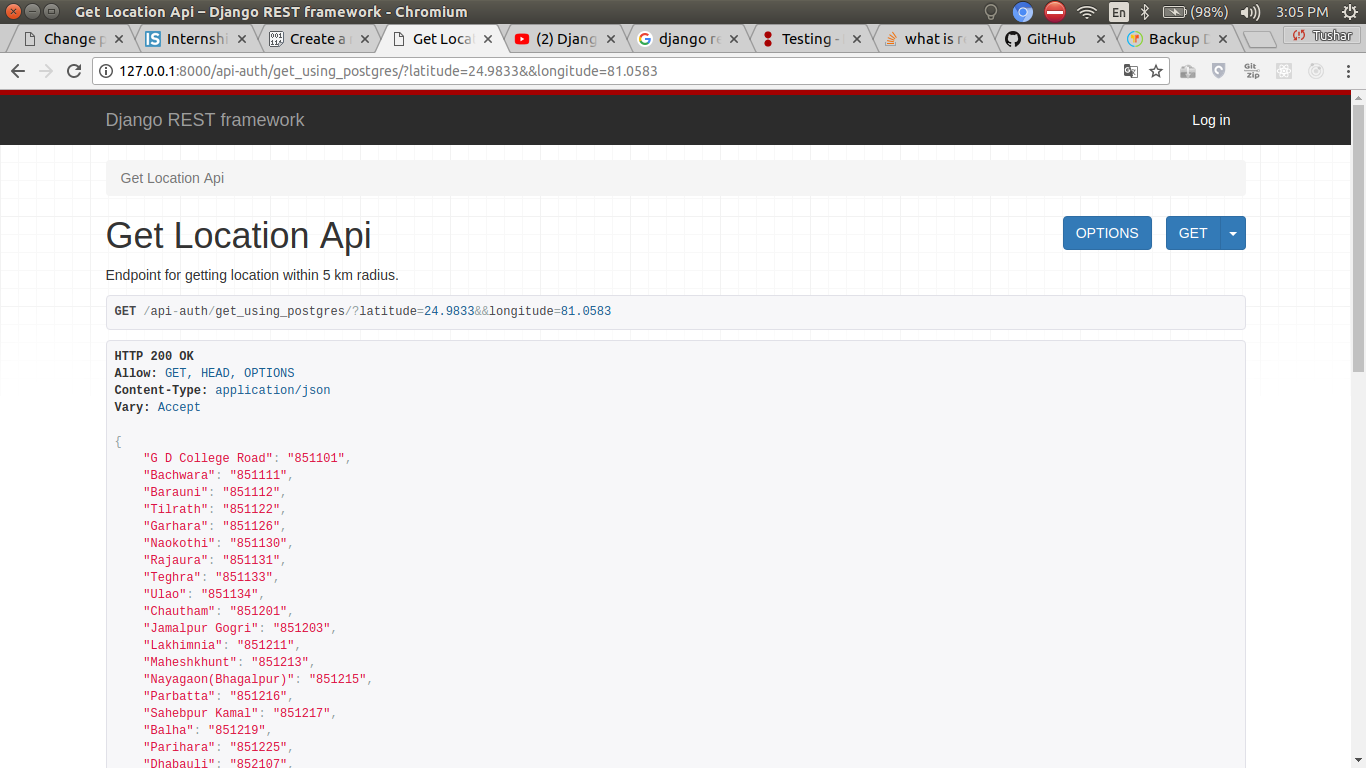 Get Location Api – Django REST framework - Chromium
En (98%) 3:05 PM
Change p Internshi Create a Get Locat (2) Djang django re Testing - what is re GitHub Backup D Tushar
127.0.0.1:8000/api-auth/get_using_postgres/?latitude=24.9833&&longitude=81.0583
Git Zip
Django REST framework Log in
Get Location Api
Get Location Api OPTIONS GET
Endpoint for getting location within 5 km radius.
GET /api-auth/get_using_postgres/?latitude=24.9833&&longitude=81.0583
HTTP 200 OK
Allow: GET, HEAD, OPTIONS
Content-Type: application/json
Vary: Accept
{
"G D College Road": "851101",
"Bachwara": "851111",
"Barauni": "851112",
"Tilrath": "851122",
"Garhara": "851126",
"Naokothi": "851130",
"Rajaura": "851131",
"Teghra": "851133",
"Ulao": "851134",
"Chautham": "851201",
"Jamalpur Gogri": "851203",
"Lakhimnia": "851211",
"Maheshkhunt": "851213",
"Nayagaon(Bhagalpur)": "851215",
"Parbatta": "851216",
"Sahebpur Kamal": "851217",
"Balha": "851219",
"Parihara": "851225",
"Dhabauli": "852107",